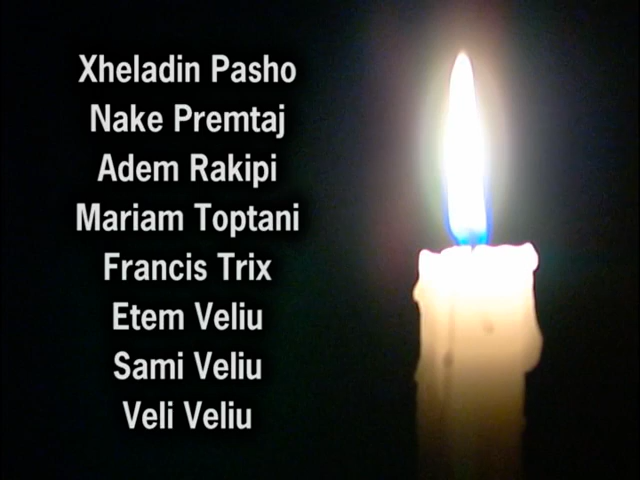 Xheladin Pasho
Nake Premtaj
Adem Rakipi
Mariam Toptani
Francis Trix
Etem Veliu
Sami Veliu
Veli Veliu